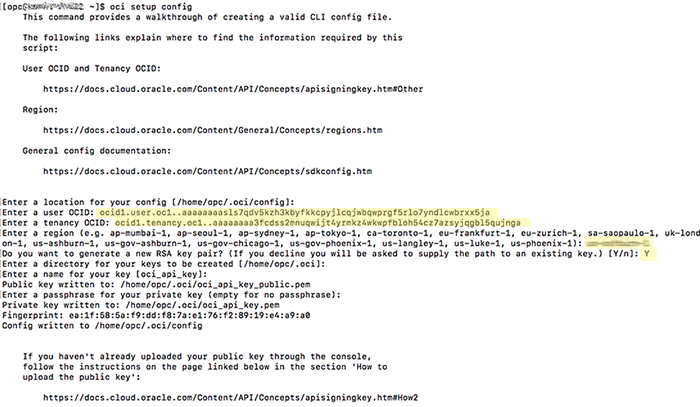 [[opc@ ~]$ oci setup config
This command provides a walkthrough of creating a valid CLI config file.
The following links explain where to find the information required by this
script:
User OCID and Tenancy OCID:
https://docs.cloud.oracle.com/Content/API/Concepts/apisigningkey.htm#Other
Region:
https://docs.cloud.oracle.com/Content/General/Concepts/regions.htm
General config documentation:
https://docs.cloud.oracle.com/Content/API/Concepts/sdkconfig.htm
Enter a location for your config [/home/opc/.oci/config]:
Enter a user OCID: ocid1.user.oc1..aaaaaaaasls7qdv5kzh3kbyfkkcpyjlcqjwbqwprgf5rlo7yndlcwbrxx5ja
Enter a tenancy OCID: ocid1.tenancy.oc1..aaaaaaaa3fcdss2mnuqwijt4yrmkz4wkwpfbloh54cz7azsyjqgbl5qujnga
Enter a region (e.g. ap-mumbai-1, ap-seoul-1, ap-sydney-1, ap-tokyo-1, ca-toronto-1, eu-frankfurt-1, eu-zurich-1, sa-saopaulo-1, uk-lond
on-1, us-ashburn-1, us-gov-ashburn-1, us-gov-chicago-1, us-gov-phoenix-1, us-langley-1, us-luke-1, us-phoenix-1):
Do you want to generate a new RSA key pair? (If you decline you will be asked to supply the path to an existing key.) [Y/n]: Y
Enter a directory for your keys to be created [/home/opc/.oci]:
Enter a name for your key [oci_api_key]:
Public key written to: /home/opc/.oci/oci_api_key_public.pem
Enter a passphrase for your private key (empty for no passphrase):
Private key written to: /home/opc/.oci/oci_api_key.pem
Fingerprint: ea:1f:58:5a:f9:dd:f8:7a:e1:76:f2:89:19:e4:a9:a0
Config written to /home/opc/.oci/config
If you haven't already uploaded your public key through the console,
follow the instructions on the page linked below in the section 'How to
upload the public key':
https://docs.cloud.oracle.com/Content/API/Concepts/apisigningkey.htm#How2